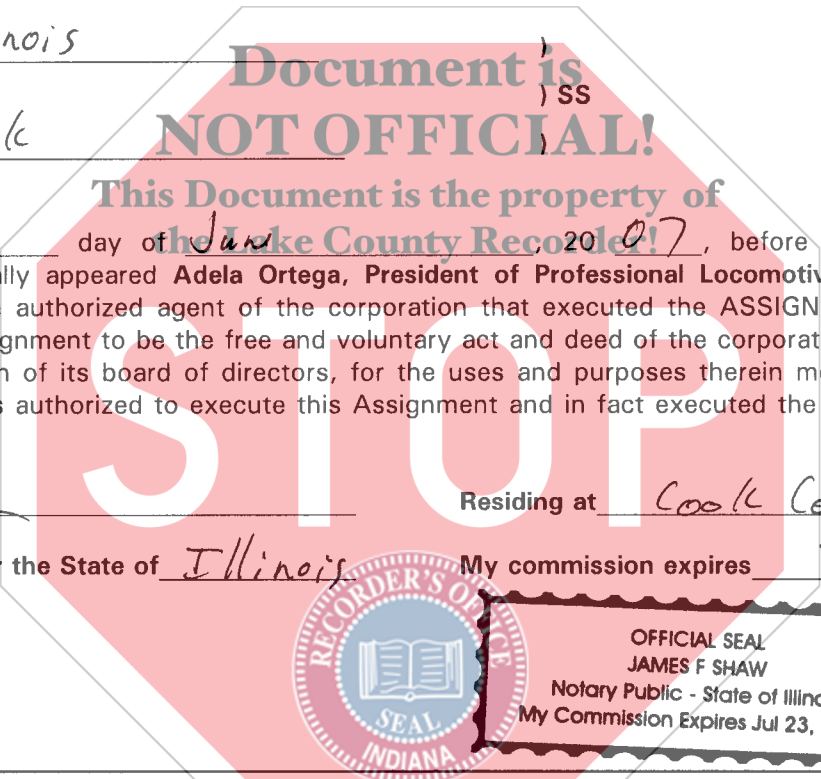 nois
Document is
) SS
k
NOT OFFICIAL!
)
This Document is the property of
the Lake County Recorder!
day of June, 20 07, before
lly appeared Adela Ortega, President of Professional Locomotiv
authorized agent of the corporation that executed the ASSIGN
gnment to be the free and voluntary act and deed of the corporat
n of its board of directors, for the uses and purposes therein m
s authorized to execute this Assignment and in fact executed the
STOP
Residing at Cook Co
r the State of Illinois My commission expires
RECORDER'S OFFICE
SEAL
INDIANA
OFFICIAL SEAL
JAMES F SHAW
Notary Public - State of Illino
My Commission Expires Jul 23,